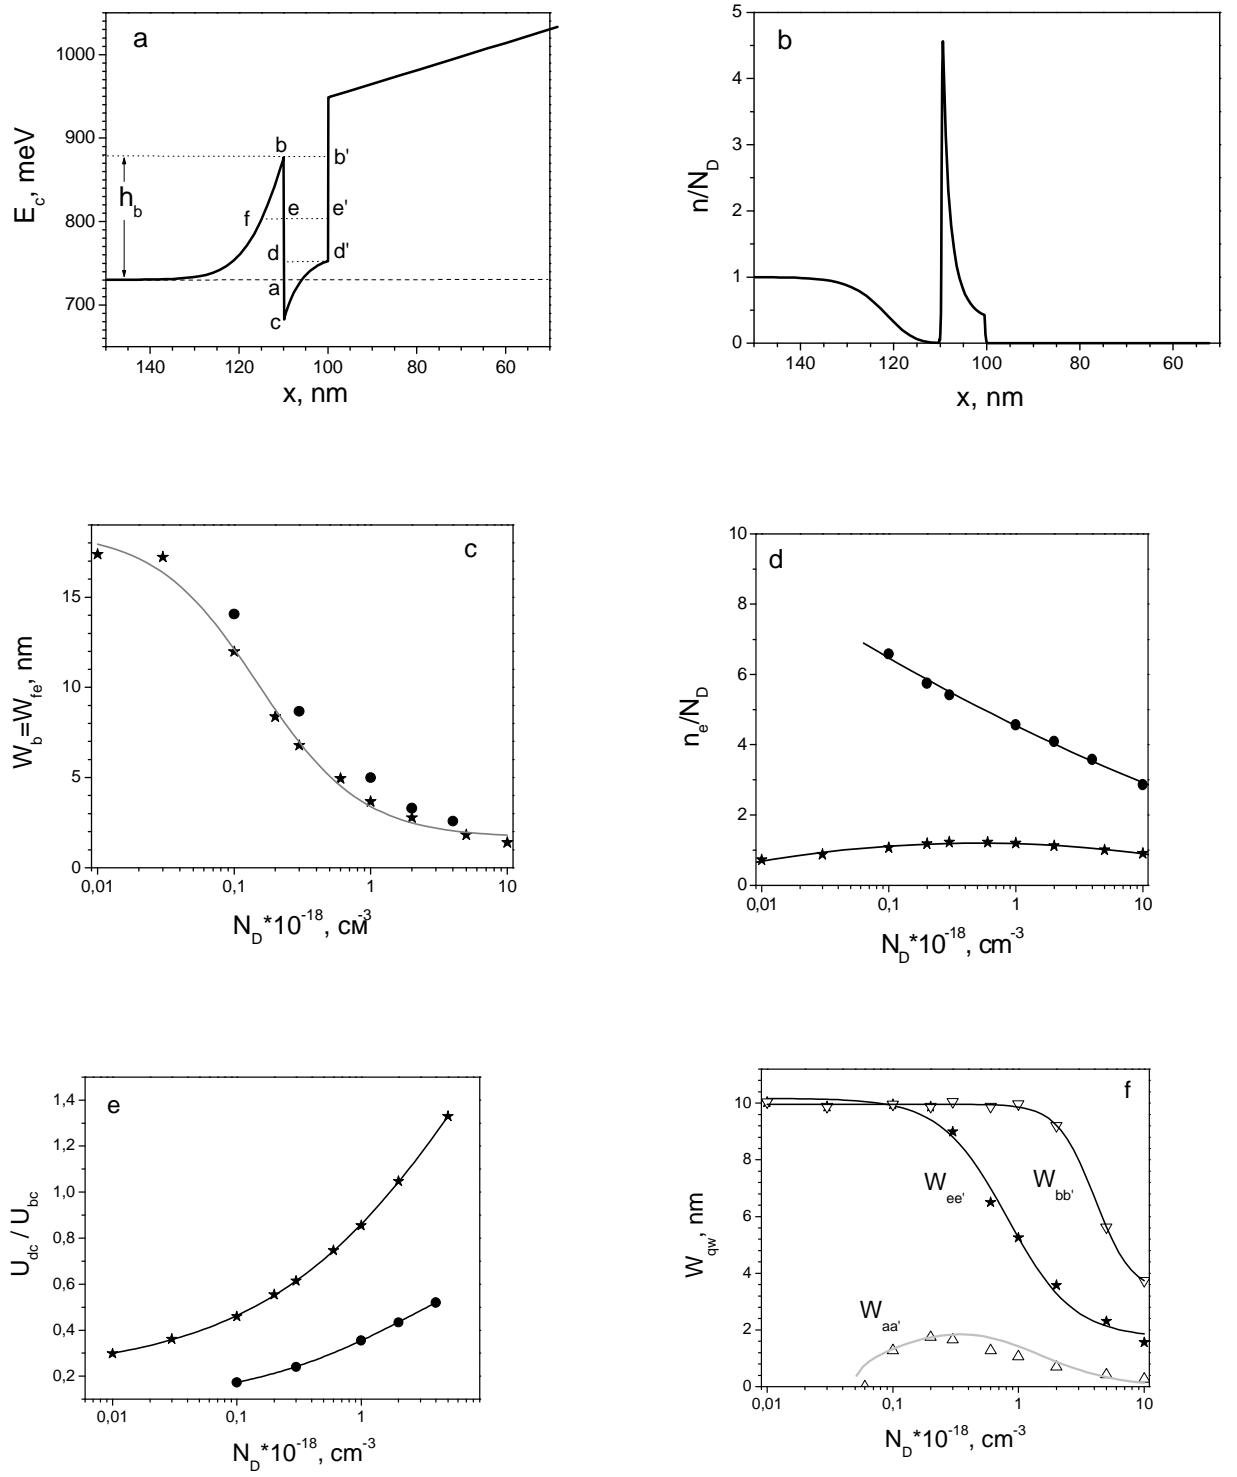 a
1000
900
800
700
E_c, meV
h_b
b
b'
f
e
e'
d
d'
a
c
140
120
100
80
60
x, nm
b
5
4
3
2
1
0
n/N_D
140
120
100
80
60
x, nm
c
15
10
5
0
W_b=W_fe, nm
0,01
0,1
1
10
N_D*10^-18, см^-3
d
10
8
6
4
2
0
n_e/N_D
0,01
0,1
1
10
N_D*10^-18, cm^-3
e
1,4
1,2
1,0
0,8
0,6
0,4
0,2
U_dc / U_bc
0,01
0,1
1
N_D*10^-18, cm^-3
f
10
8
6
4
2
0
W_qw, nm
W_ee'
W_bb'
W_aa'
0,01
0,1
1
10
N_D*10^-18, cm^-3